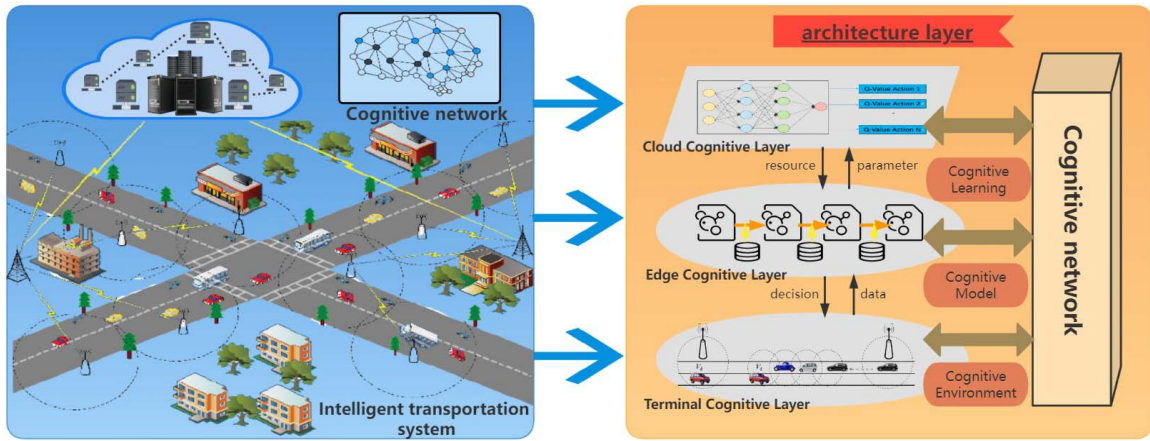 Cognitive network
Intelligent transportation
system
architecture layer
Q-Value Action 1
Q-Value Action 2
Q-Value Action N
Cloud Cognitive Layer
resource
parameter
Cognitive
Learning
Edge Cognitive Layer
decision
data
Cognitive
Model
Terminal Cognitive Layer
Cognitive
Environment
Cognitive network